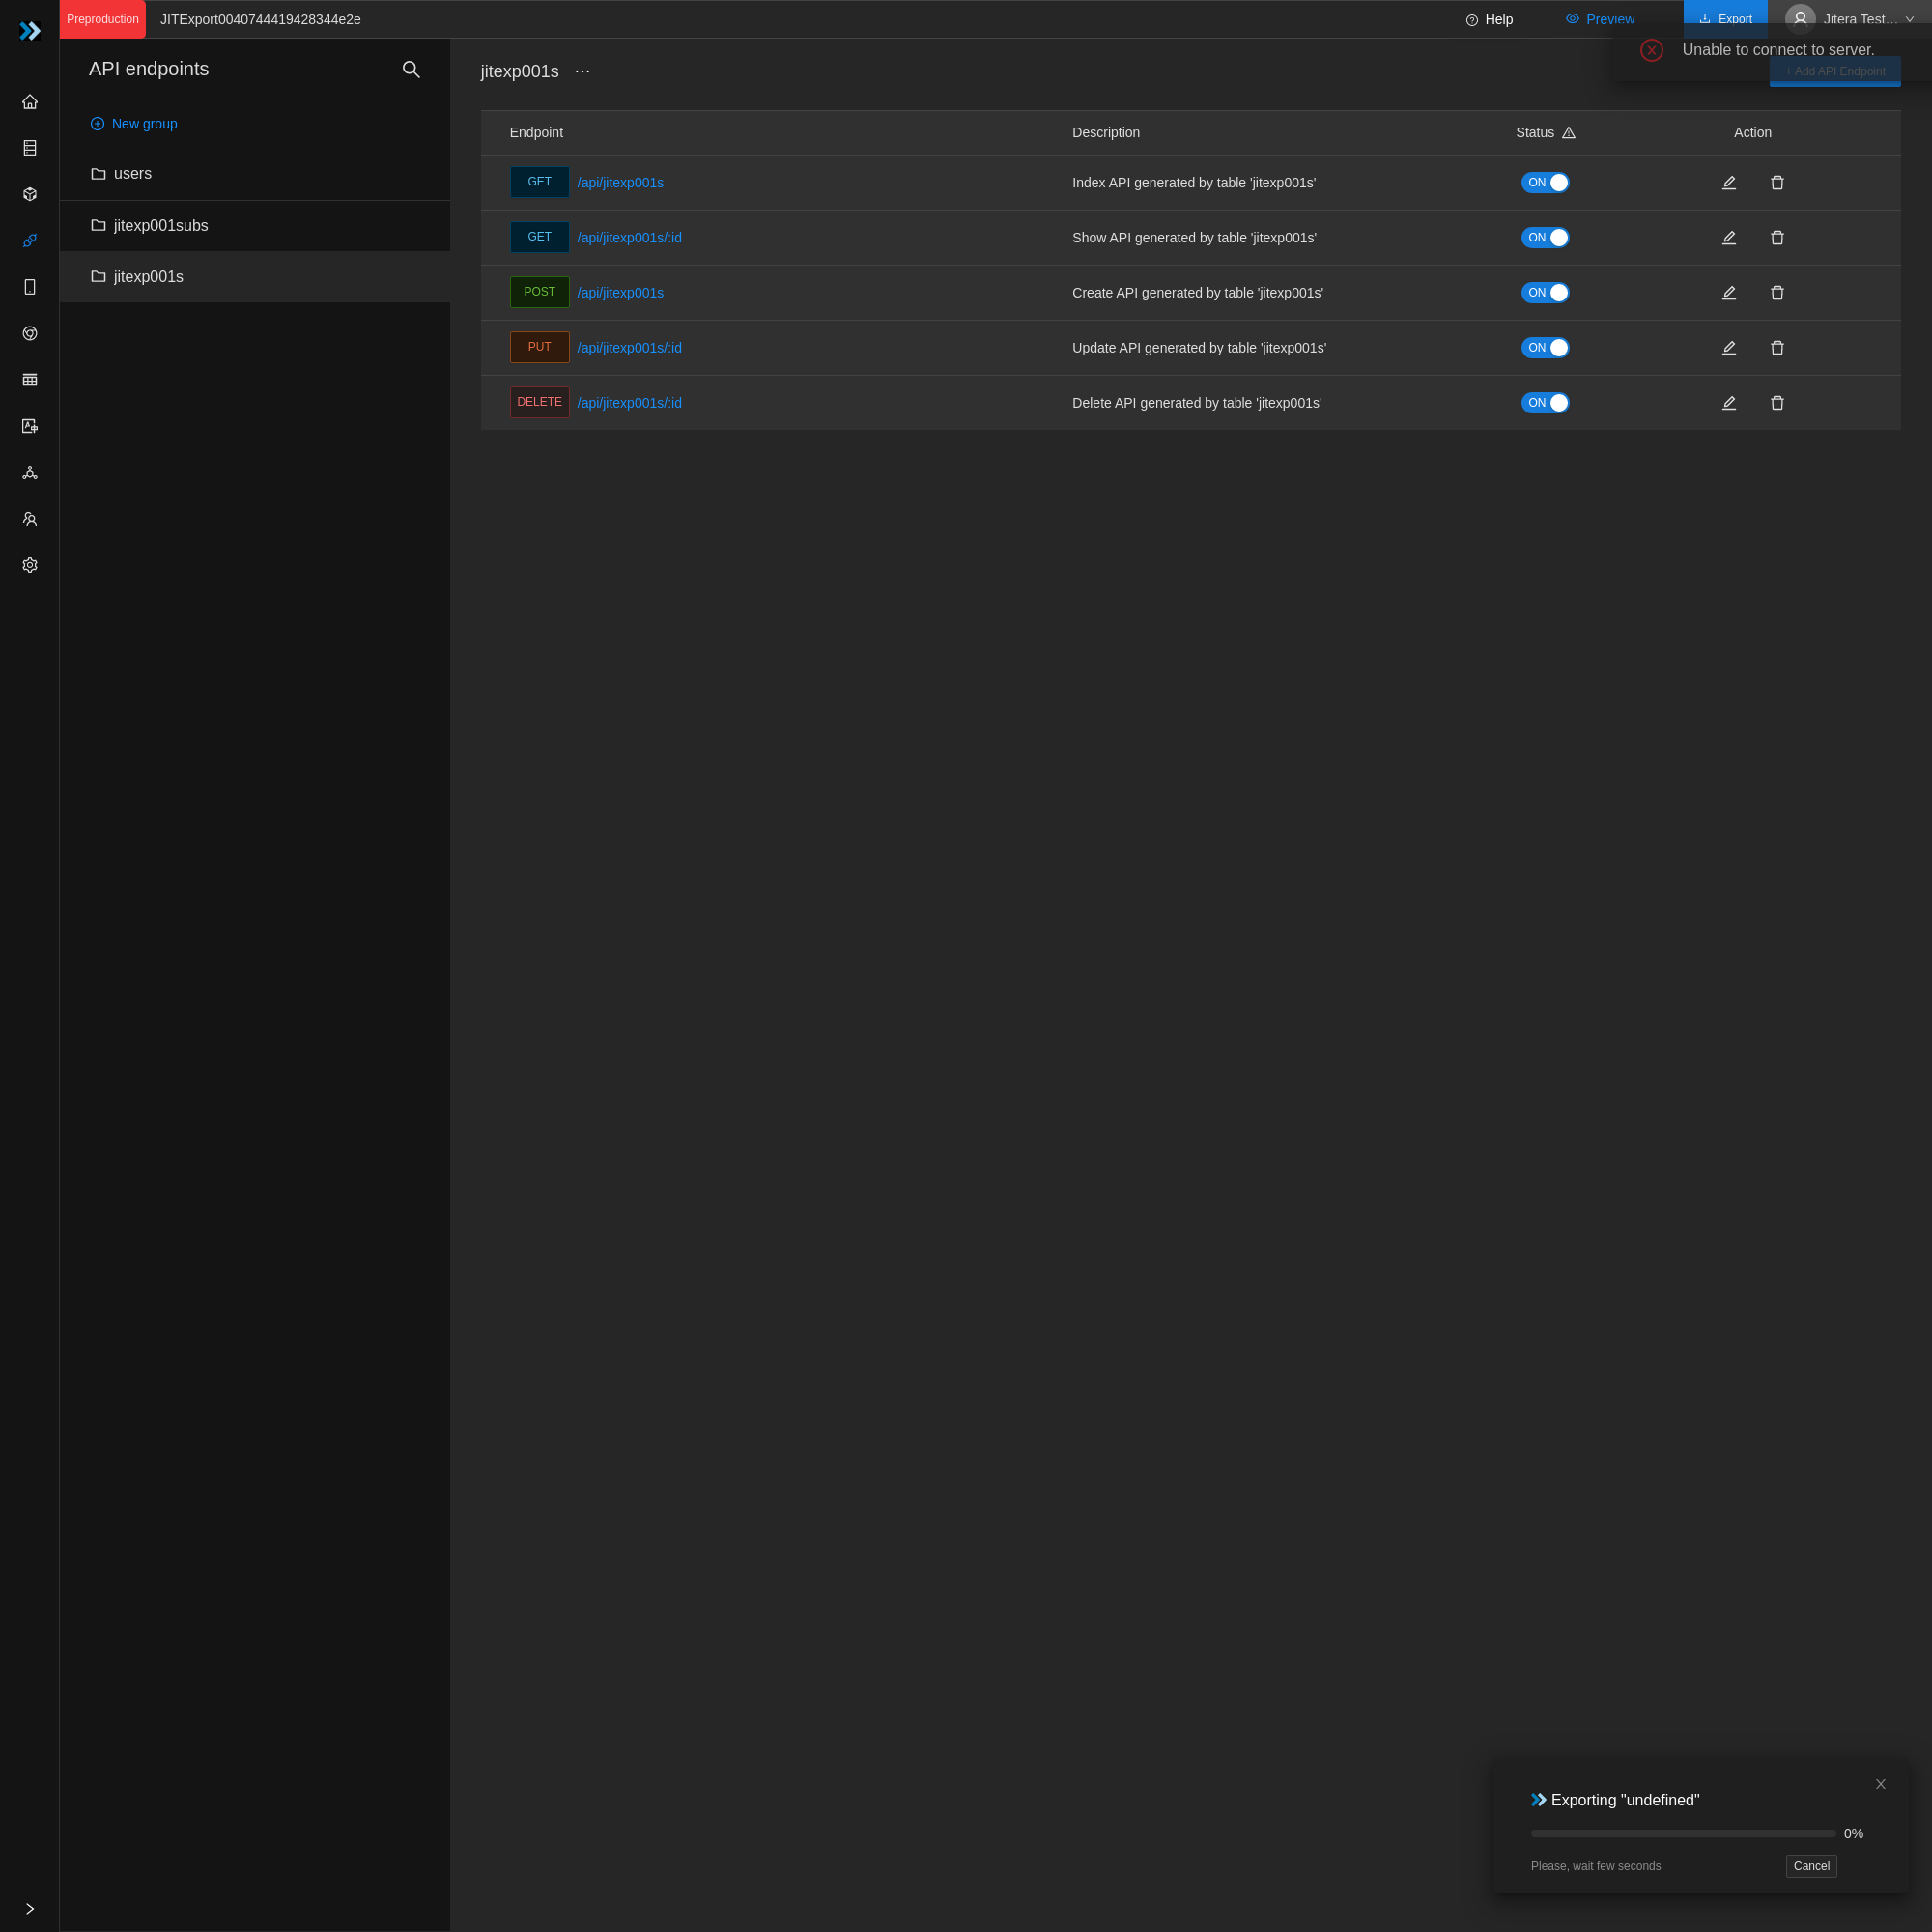 Preproduction
JITExport0040744419428344e2e
Help
Preview
Export
Jitera Test...
Unable to connect to server.
API endpoints
New group
users
jitexp001subs
jitexp001s
jitexp001s ···
+ Add API Endpoint
Endpoint Description Status Action
GET /api/jitexp001s Index API generated by table 'jitexp001s' ON
GET /api/jitexp001s/:id Show API generated by table 'jitexp001s' ON
POST /api/jitexp001s Create API generated by table 'jitexp001s' ON
PUT /api/jitexp001s/:id Update API generated by table 'jitexp001s' ON
DELETE /api/jitexp001s/:id Delete API generated by table 'jitexp001s' ON
Exporting "undefined"
0%
Please, wait few seconds
Cancel